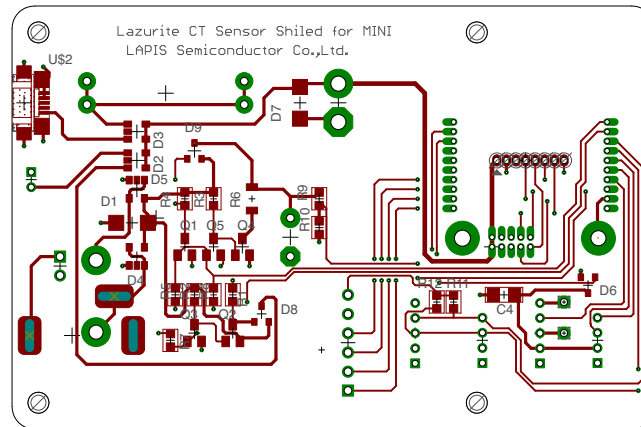 Lazurite CT Sensor Shiled for MINI
LAPIS Semiconductor Co.,Ltd.
U$2
D7
D3
D9
D2
D5
R6
R9
D1
R10
Q1 Q5 Q4
D4
D6
R12 R11
C4
D8
Q3 Q2